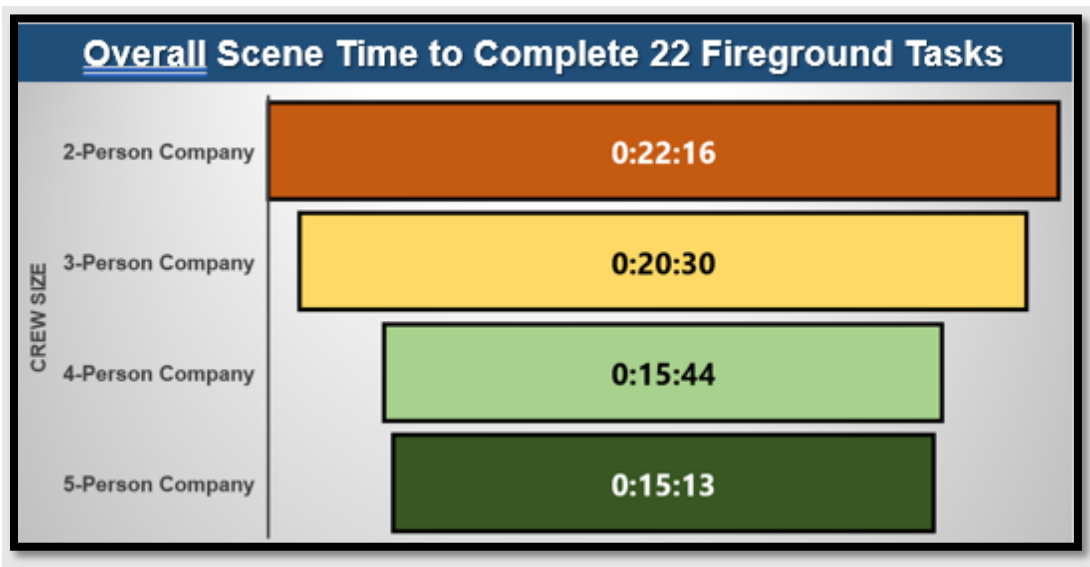 Overall Scene Time to Complete 22 Fireground Tasks
CREW SIZE
2-Person Company
0:22:16
3-Person Company
0:20:30
4-Person Company
0:15:44
5-Person Company
0:15:13